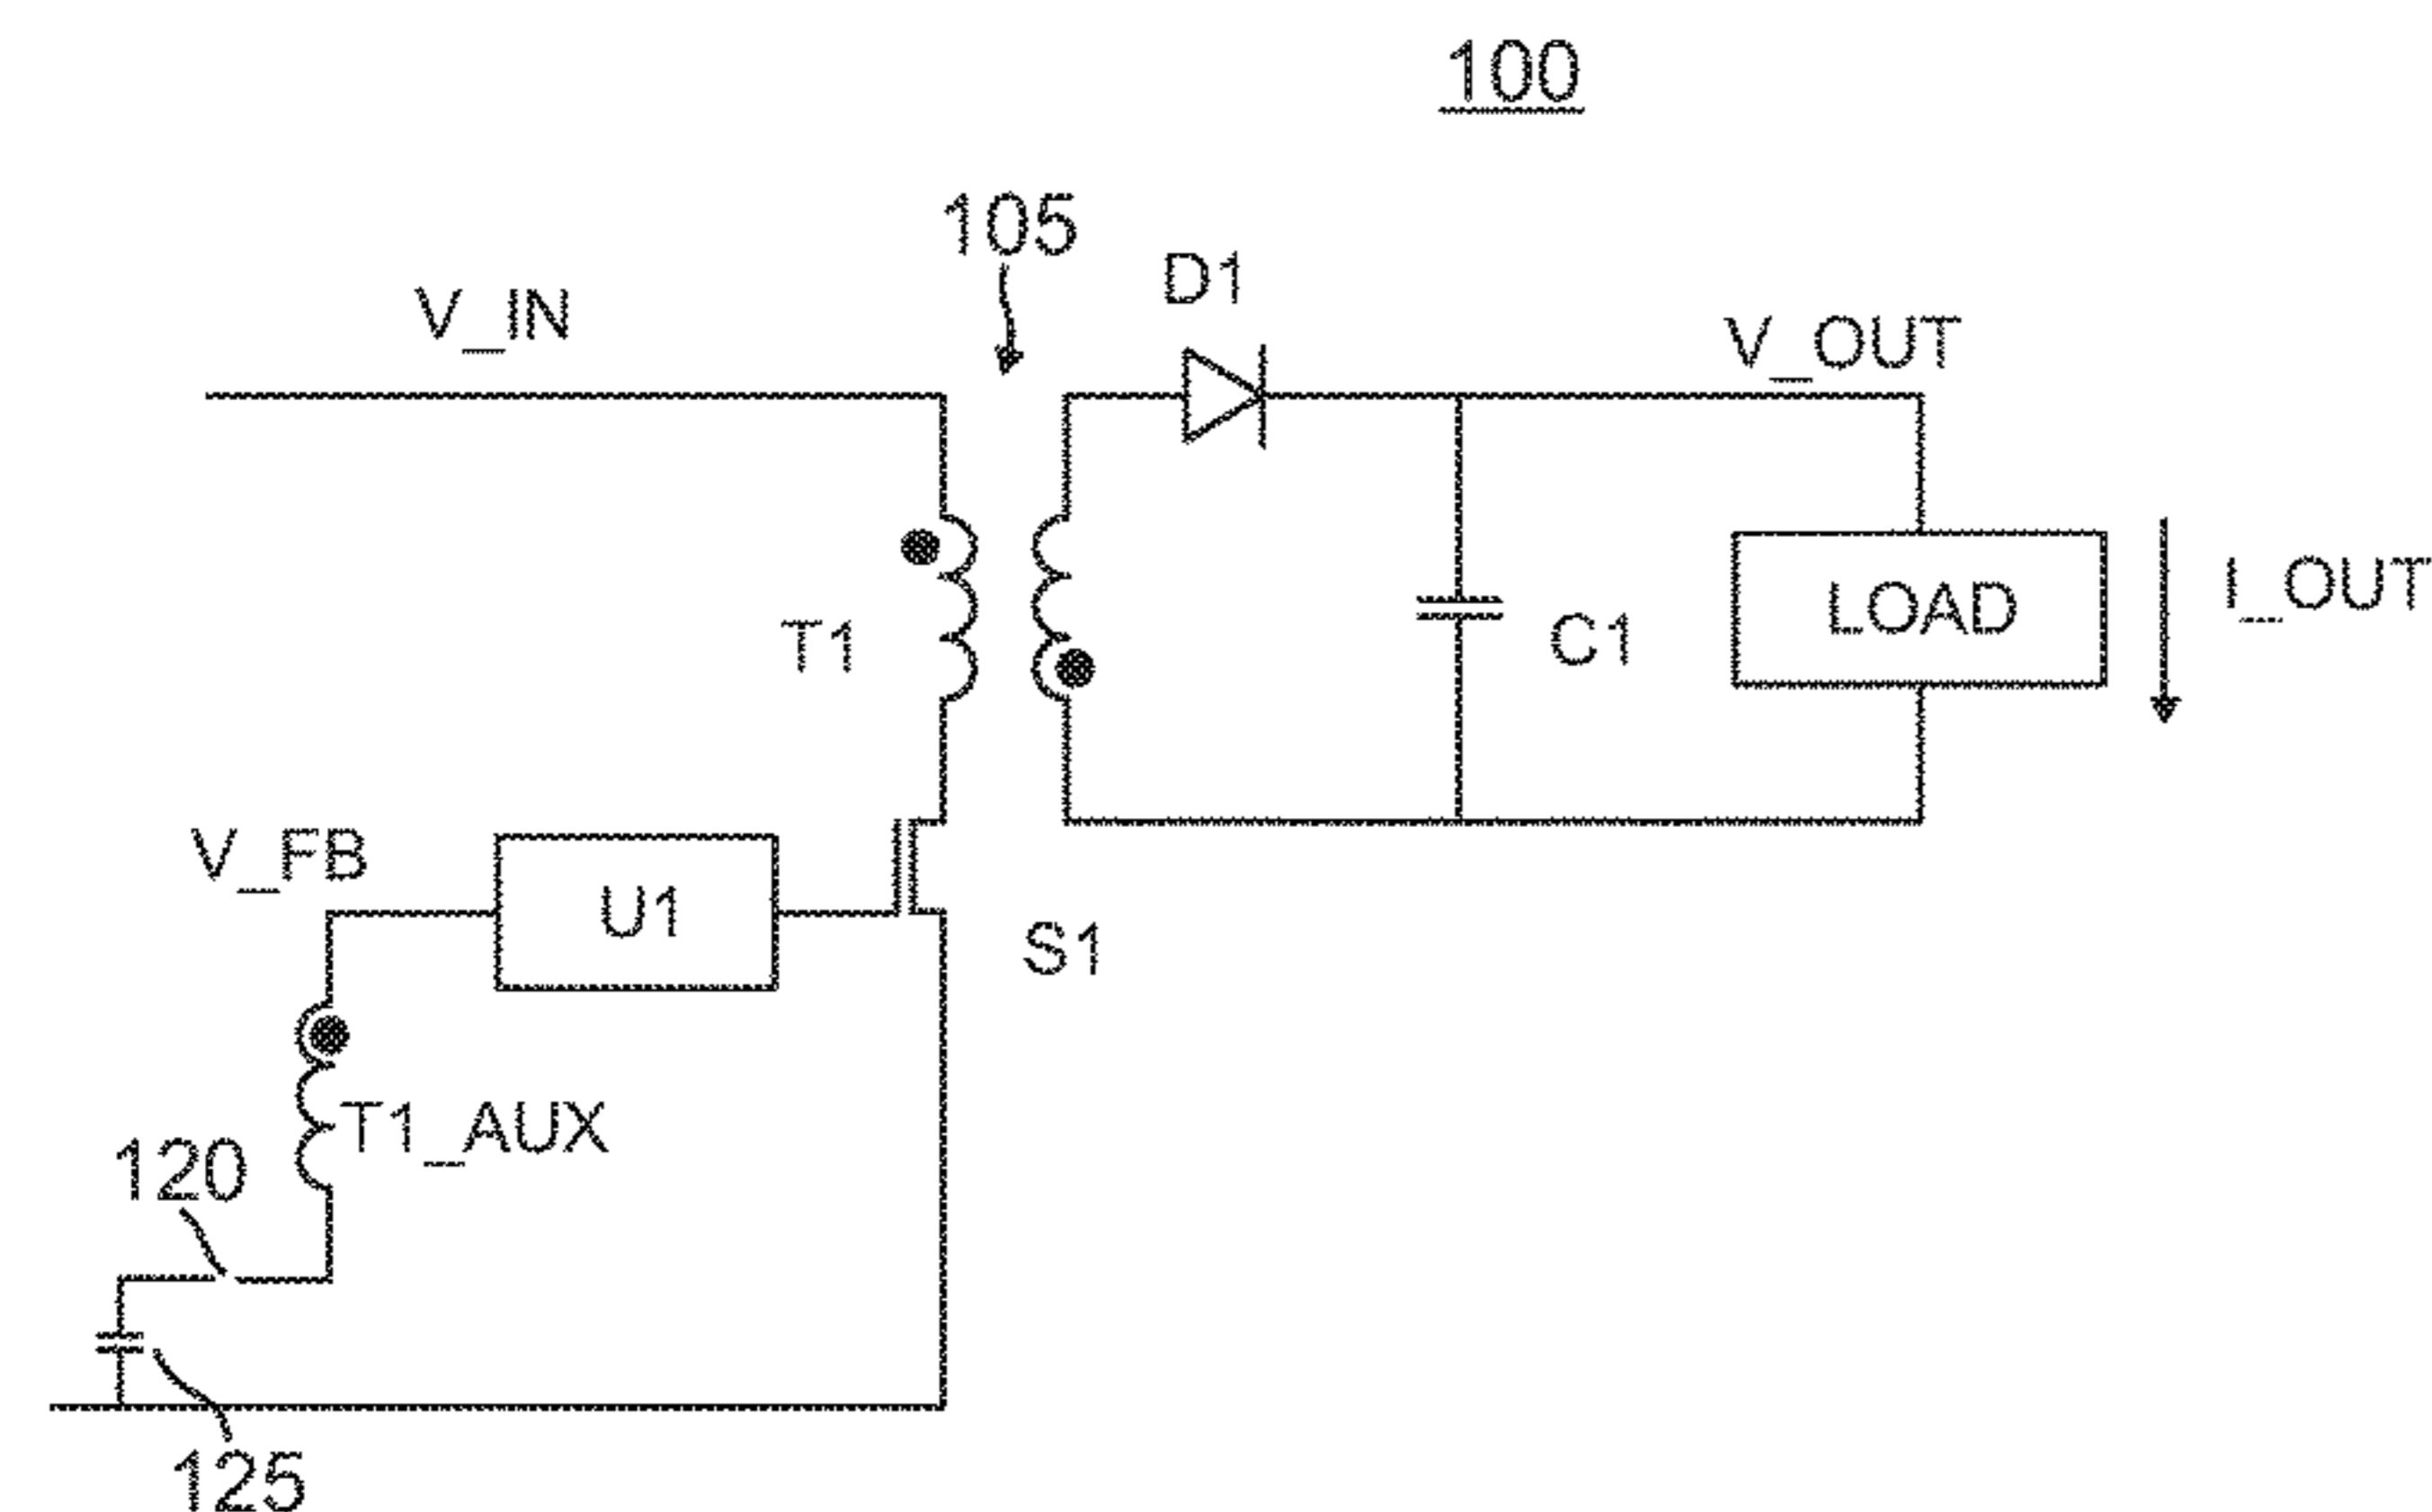 100
105
D1
V_IN
V_OUT
T1
C1
LOAD
I_OUT
V_FB
U1
S1
T1_AUX
120
125